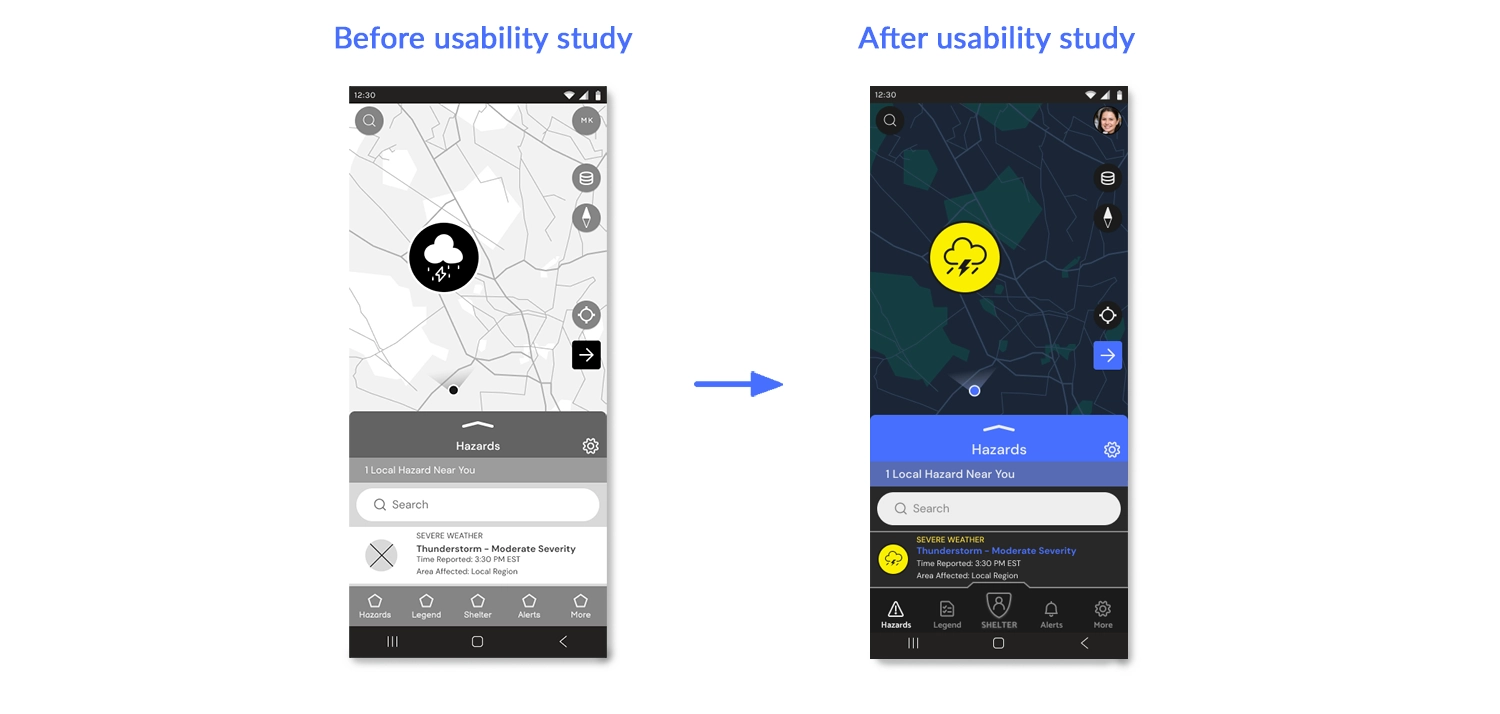 Before usability study
After usability study
12:30
MK
Hazards
1 Local Hazard Near You
Search
SEVERE WEATHER
Thunderstorm - Moderate Severity
Time Reported: 3:30 PM EST
Area Affected: Local Region
Hazards Legend Shelter Alerts More
12:30
Hazards
1 Local Hazard Near You
Search
SEVERE WEATHER
Thunderstorm - Moderate Severity
Time Reported: 3:30 PM EST
Area Affected: Local Region
Hazards Legend SHELTER Alerts More